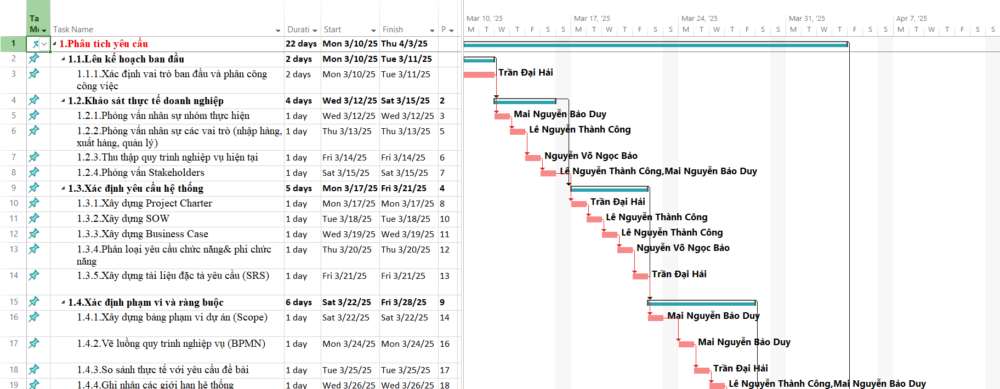 Ta
Mo
Task Name
Durati
Start
Finish
P
Mar 10, '25
Mar 17, '25
Mar 24, '25
Mar 31, '25
Apr 7, '25
M T W T F S S M T W T F S S M T W T F S S M T W T F S S M T W T F S S
1 1.Phân tích yêu cầu 22 days Mon 3/10/25 Thu 4/3/25
2 1.1.Lên kế hoạch ban đầu 2 days Mon 3/10/25 Tue 3/11/25
3 1.1.1.Xác định vai trò ban đầu và phân công 2 days Mon 3/10/25 Tue 3/11/25 Trần Đại Hải
công việc
4 1.2.Khảo sát thực tế doanh nghiệp 4 days Wed 3/12/25 Sat 3/15/25 2
5 1.2.1.Phỏng vấn nhân sự nhóm thực hiện 1 day Wed 3/12/25 Wed 3/12/25 3 Mai Nguyễn Bảo Duy
6 1.2.2.Phỏng vấn nhân sự các vai trò (nhập hàng, 1 day Thu 3/13/25 Thu 3/13/25 5 Lê Nguyễn Thành Công
xuất hàng, quản lý)
7 1.2.3.Thu thập quy trình nghiệp vụ hiện tại 1 day Fri 3/14/25 Fri 3/14/25 6 Nguyễn Võ Ngọc Bảo
8 1.2.4.Phỏng vấn Stakeholders 1 day Sat 3/15/25 Sat 3/15/25 7 Lê Nguyễn Thành Công,Mai Nguyễn Bảo Duy
9 1.3.Xác định yêu cầu hệ thống 5 days Mon 3/17/25 Fri 3/21/25 4
10 1.3.1.Xây dựng Project Charter 1 day Mon 3/17/25 Mon 3/17/25 8 Trần Đại Hải
11 1.3.2.Xây dựng SOW 1 day Tue 3/18/25 Tue 3/18/25 10 Lê Nguyễn Thành Công
12 1.3.3.Xây dựng Business Case 1 day Wed 3/19/25 Wed 3/19/25 11 Lê Nguyễn Thành Công
13 1.3.4.Phân loại yêu cầu chức năng& phi chức 1 day Thu 3/20/25 Thu 3/20/25 12 Nguyễn Võ Ngọc Bảo
năng
14 1.3.5.Xây dựng tài liệu đặc tả yêu cầu (SRS) 1 day Fri 3/21/25 Fri 3/21/25 13 Trần Đại Hải
15 1.4.Xác định phạm vi và ràng buộc 6 days Sat 3/22/25 Fri 3/28/25 9
16 1.4.1.Xây dựng bảng phạm vi dự án (Scope) 1 day Sat 3/22/25 Sat 3/22/25 14 Mai Nguyễn Bảo Duy
17 1.4.2.Vẽ luồng quy trình nghiệp vụ (BPMN) 1 day Mon 3/24/25 Mon 3/24/25 16 Mai Nguyễn Bảo Duy
18 1.4.3.So sánh thực tế với yêu cầu đề bài 1 day Tue 3/25/25 Tue 3/25/25 17 Trần Đại Hải
19 1.4.4.Ghi nhận các giới hạn hệ thống 1 day Wed 3/26/25 Wed 3/26/25 18 Lê Nguyễn Thành Công,Mai Nguyễn Bảo Duy